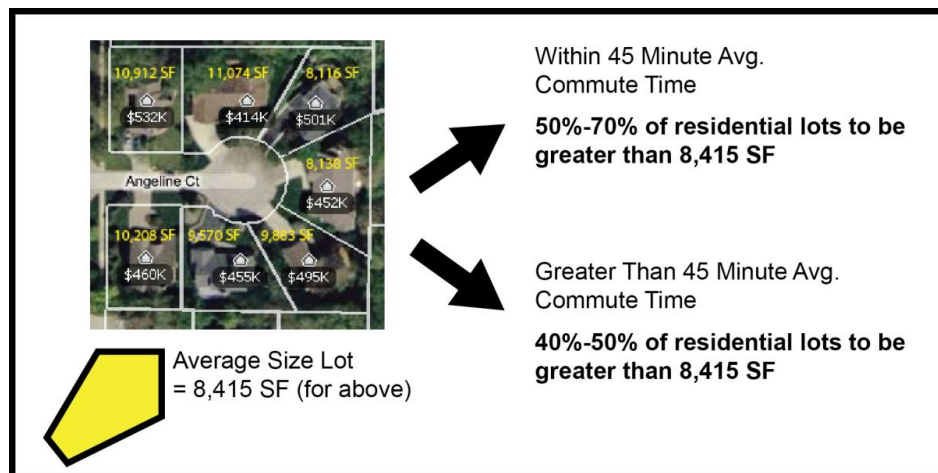 10,912 SF
11,074 SF
8,116 SF
$532K
$414K
$501K
8,138 SF
Angeline Ct
$452K
10,208 SF
9,570 SF
9,883 SF
$460K
$455K
$495K
Average Size Lot
= 8,415 SF (for above)
Within 45 Minute Avg.
Commute Time
50%-70% of residential lots to be
greater than 8,415 SF
Greater Than 45 Minute Avg.
Commute Time
40%-50% of residential lots to be
greater than 8,415 SF